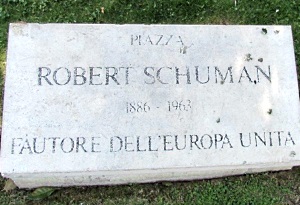 PIAZZA
ROBERT SCHUMAN
1886 - 1963
FAUTORE DELL'EUROPA UNITA